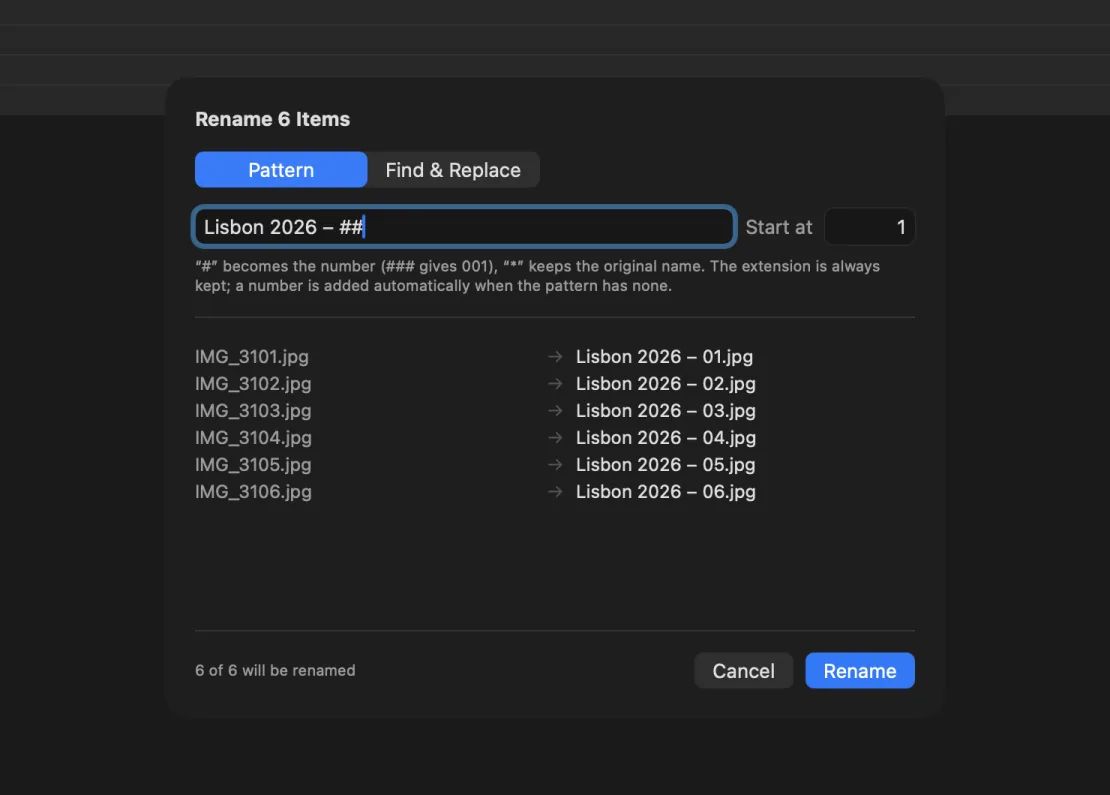 Rename 6 Items
Pattern
Find & Replace
Lisbon 2026 – ##
Start at
1
“#” becomes the number (### gives 001), “*” keeps the original name. The extension is always
kept; a number is added automatically when the pattern has none.
IMG_3101.jpg → Lisbon 2026 – 01.jpg
IMG_3102.jpg → Lisbon 2026 – 02.jpg
IMG_3103.jpg → Lisbon 2026 – 03.jpg
IMG_3104.jpg → Lisbon 2026 – 04.jpg
IMG_3105.jpg → Lisbon 2026 – 05.jpg
IMG_3106.jpg → Lisbon 2026 – 06.jpg
6 of 6 will be renamed
Cancel
Rename